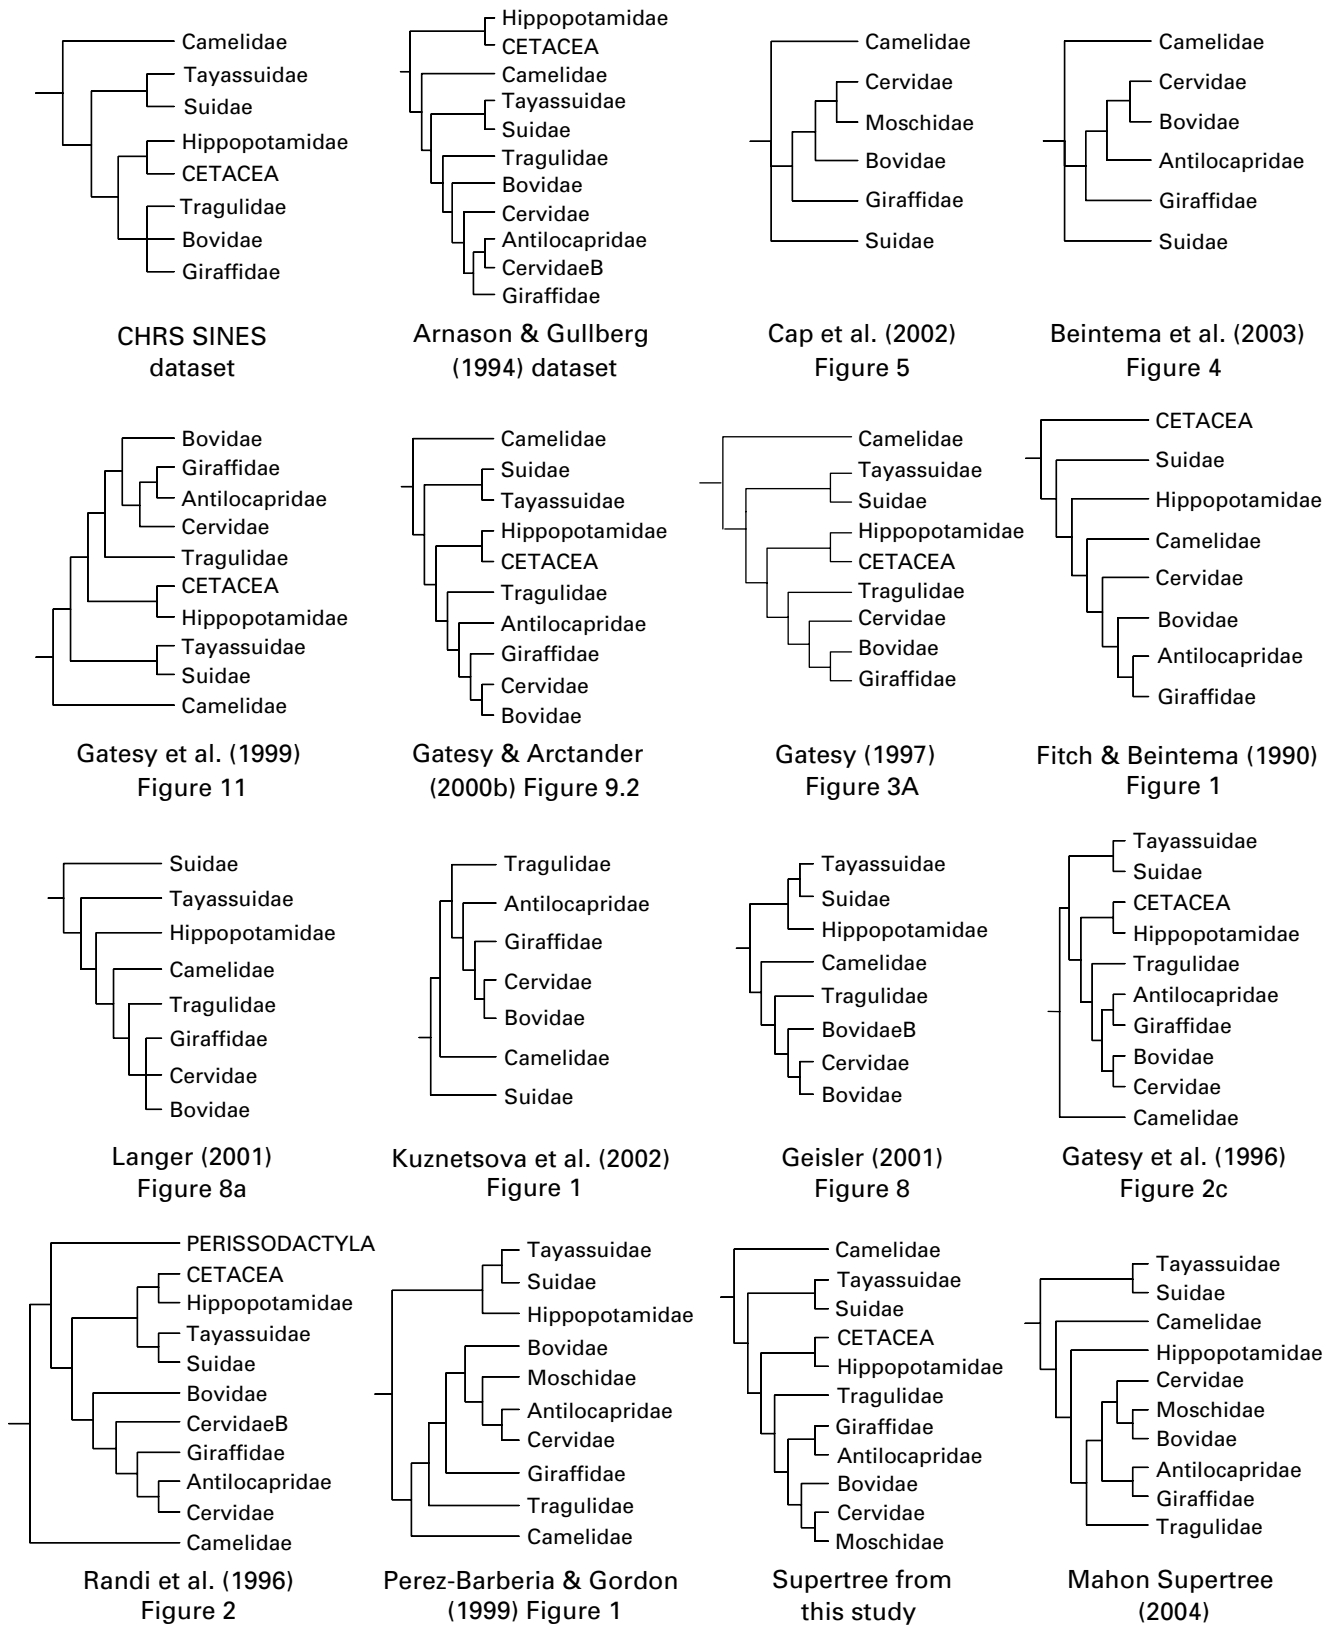 Camelidae
Tayassuidae
Suidae
Hippopotamidae
CETACEA
Tragulidae
Bovidae
Giraffidae
CHRS SINES
dataset
Hippopotamidae
CETACEA
Camelidae
Tayassuidae
Suidae
Tragulidae
Bovidae
Cervidae
Antilocapridae
CervidaeB
Giraffidae
Arnason & Gullberg
(1994) dataset
Camelidae
Cervidae
Moschidae
Bovidae
Giraffidae
Suidae
Cap et al. (2002)
Figure 5
Camelidae
Cervidae
Bovidae
Antilocapridae
Giraffidae
Suidae
Beintema et al. (2003)
Figure 4
Bovidae
Giraffidae
Antilocapridae
Cervidae
Tragulidae
CETACEA
Hippopotamidae
Tayassuidae
Suidae
Camelidae
Gatesy et al. (1999)
Figure 11
Camelidae
Suidae
Tayassuidae
Hippopotamidae
CETACEA
Tragulidae
Antilocapridae
Giraffidae
Cervidae
Bovidae
Gatesy & Arctander
(2000b) Figure 9.2
Camelidae
Tayassuidae
Suidae
Hippopotamidae
CETACEA
Tragulidae
Cervidae
Bovidae
Giraffidae
Gatesy (1997)
Figure 3A
CETACEA
Suidae
Hippopotamidae
Camelidae
Cervidae
Bovidae
Antilocapridae
Giraffidae
Fitch & Beintema (1990)
Figure 1
Suidae
Tayassuidae
Hippopotamidae
Camelidae
Tragulidae
Giraffidae
Cervidae
Bovidae
Langer (2001)
Figure 8a
Tragulidae
Antilocapridae
Giraffidae
Cervidae
Bovidae
Camelidae
Suidae
Kuznetsova et al. (2002)
Figure 1
Tayassuidae
Suidae
Hippopotamidae
Camelidae
Tragulidae
BovidaeB
Cervidae
Bovidae
Geisler (2001)
Figure 8
Tayassuidae
Suidae
CETACEA
Hippopotamidae
Tragulidae
Antilocapridae
Giraffidae
Bovidae
Cervidae
Camelidae
Gatesy et al. (1996)
Figure 2c
PERISSODACTYLA
CETACEA
Hippopotamidae
Tayassuidae
Suidae
Bovidae
CervidaeB
Giraffidae
Antilocapridae
Cervidae
Camelidae
Randi et al. (1996)
Figure 2
Tayassuidae
Suidae
Hippopotamidae
Bovidae
Moschidae
Antilocapridae
Cervidae
Giraffidae
Tragulidae
Camelidae
Perez-Barberia & Gordon
(1999) Figure 1
Camelidae
Tayassuidae
Suidae
CETACEA
Hippopotamidae
Tragulidae
Giraffidae
Antilocapridae
Bovidae
Cervidae
Moschidae
Supertree from
this study
Tayassuidae
Suidae
Camelidae
Hippopotamidae
Cervidae
Moschidae
Bovidae
Antilocapridae
Giraffidae
Tragulidae
Mahon Supertree
(2004)